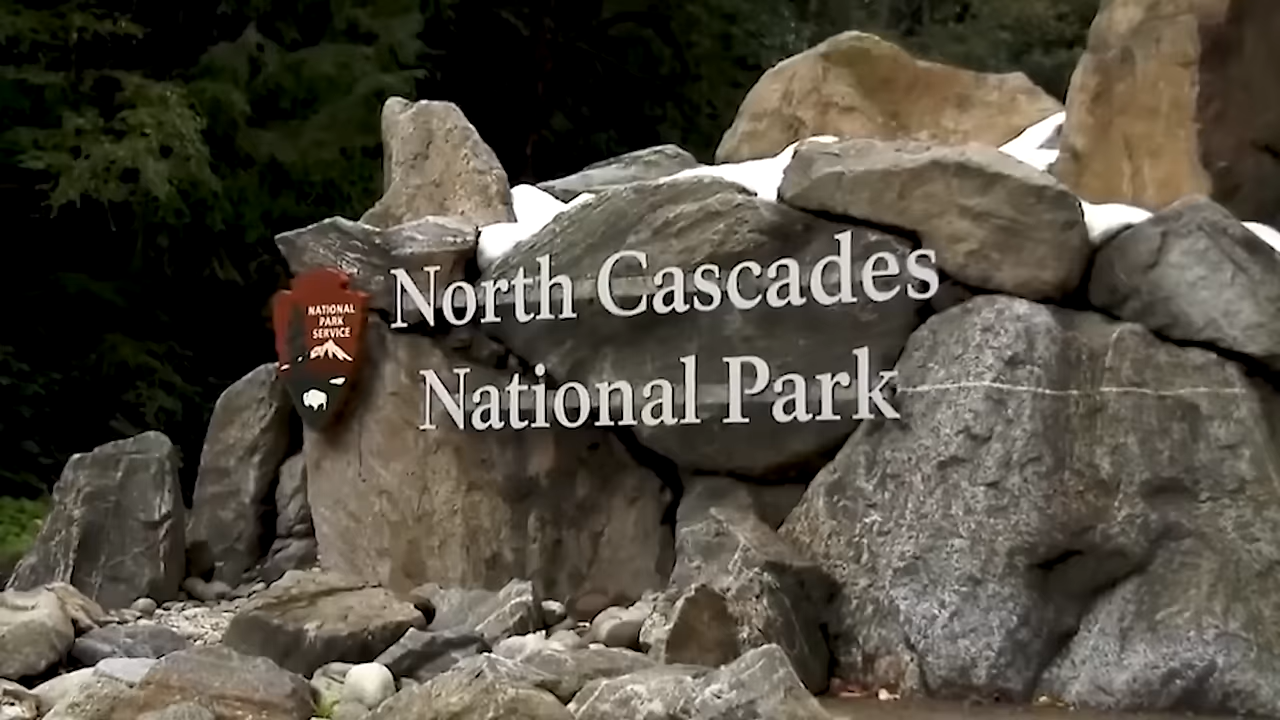 NATIONAL
PARK
SERVICE
North Cascades
National Park